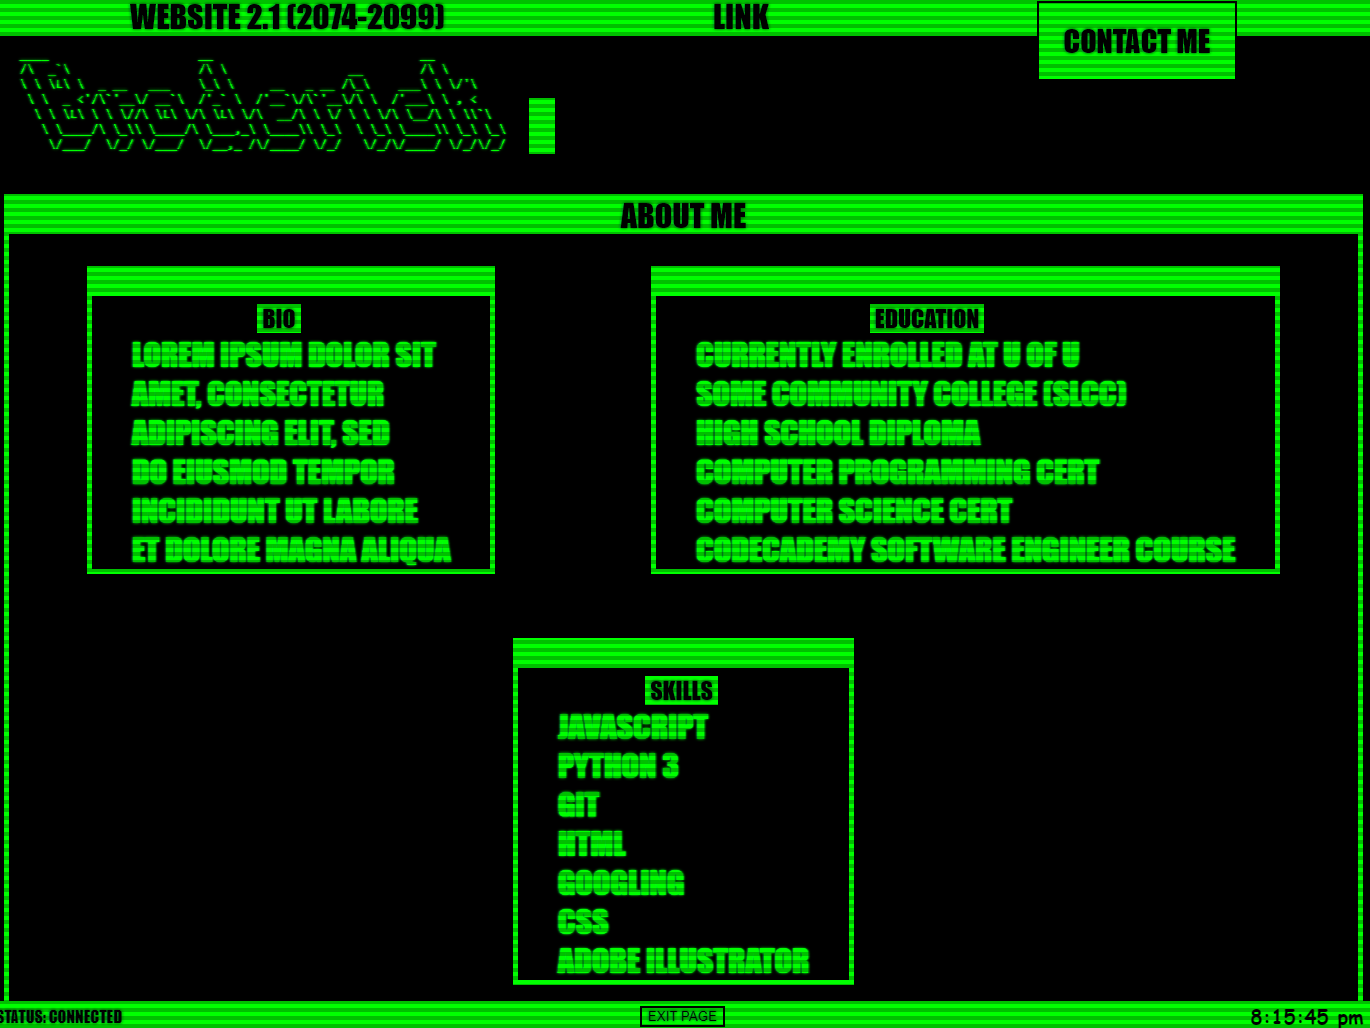 WEBSITE 2.1 (2074-2099)
LINK
CONTACT ME
Broderick
ABOUT ME
BIO
LOREM IPSUM DOLOR SIT
AMET, CONSECTETUR
ADIPISCING ELIT, SED
DO EIUSMOD TEMPOR
INCIDIDUNT UT LABORE
ET DOLORE MAGNA ALIQUA
EDUCATION
CURRENTLY ENROLLED AT U OF U
SOME COMMUNITY COLLEGE (SLCC)
HIGH SCHOOL DIPLOMA
COMPUTER PROGRAMMING CERT
COMPUTER SCIENCE CERT
CODECADEMY SOFTWARE ENGINEER COURSE
SKILLS
JAVASCRIPT
PYTHON 3
GIT
HTML
GOOGLING
CSS
ADOBE ILLUSTRATOR
STATUS: CONNECTED
EXIT PAGE
8:15:45 pm